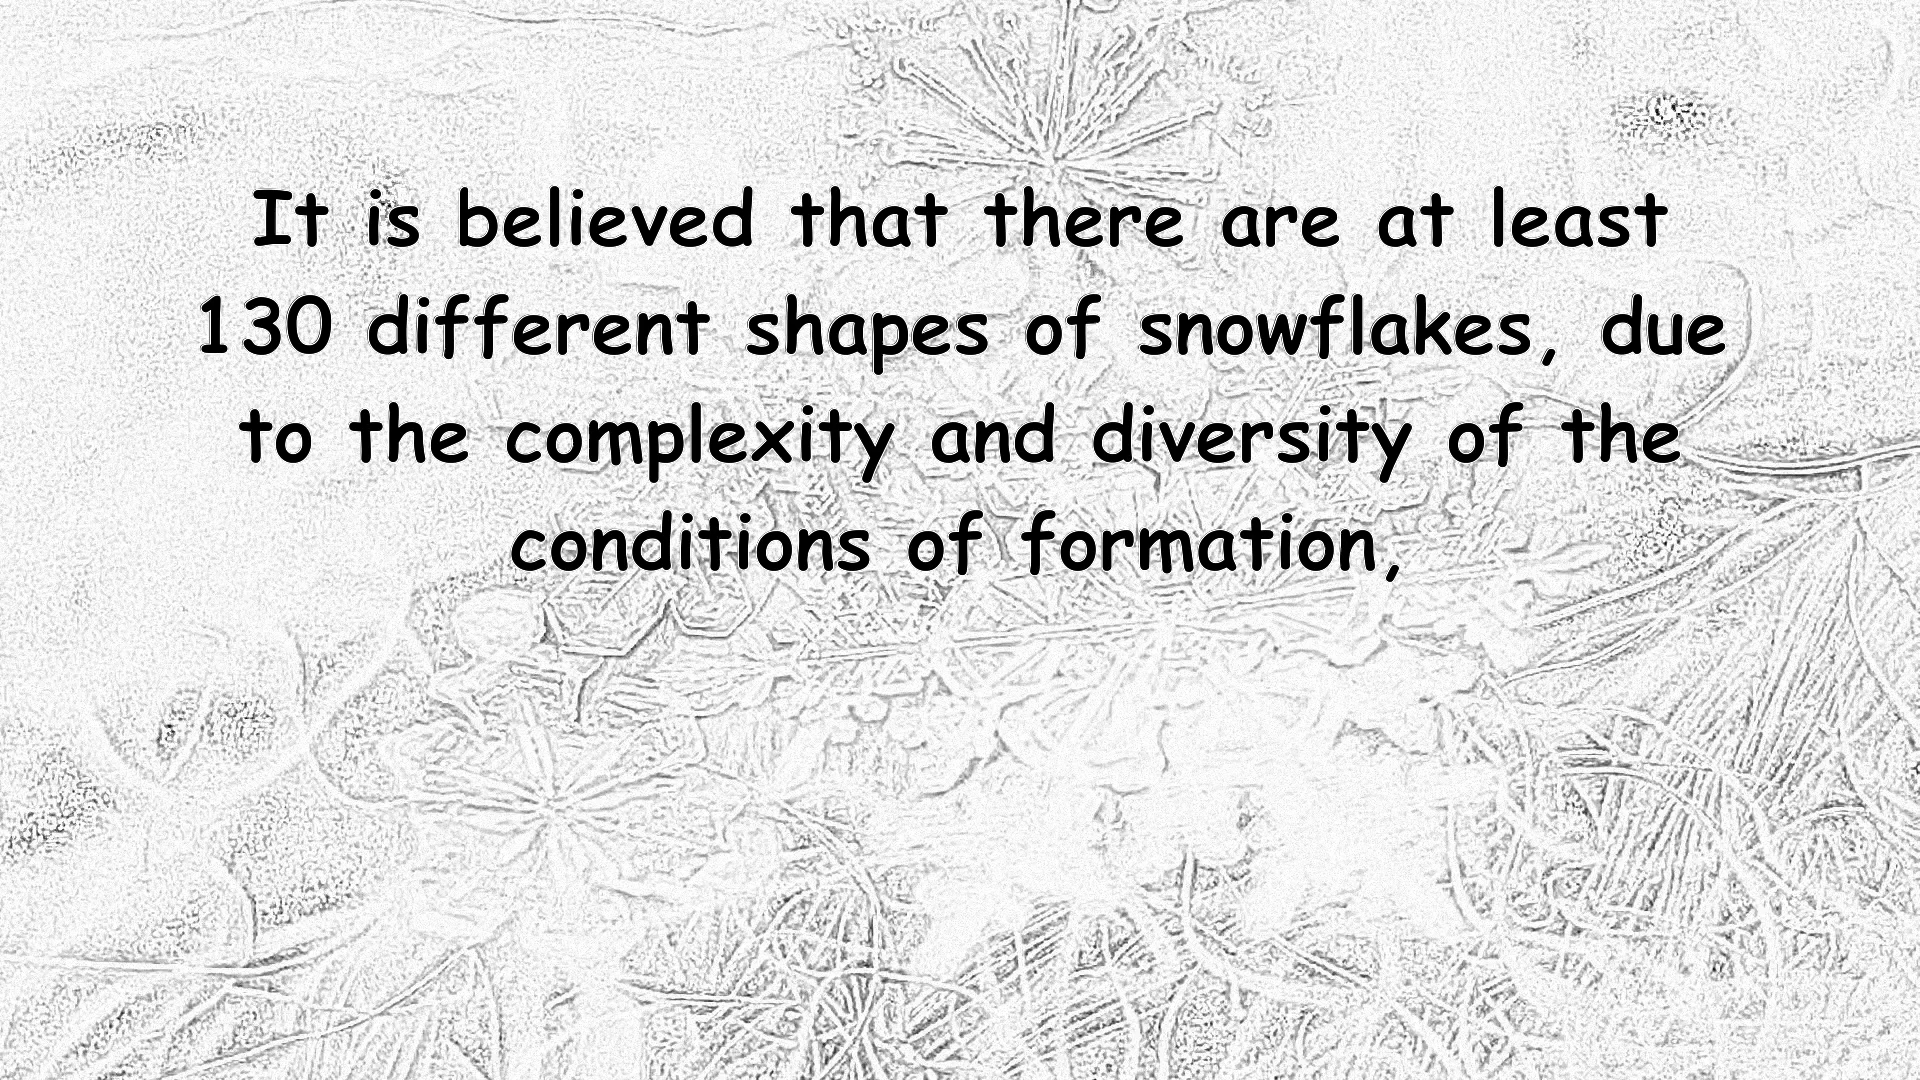 It is believed that there are at least
130 different shapes of snowflakes, due
to the complexity and diversity of the
conditions of formation,